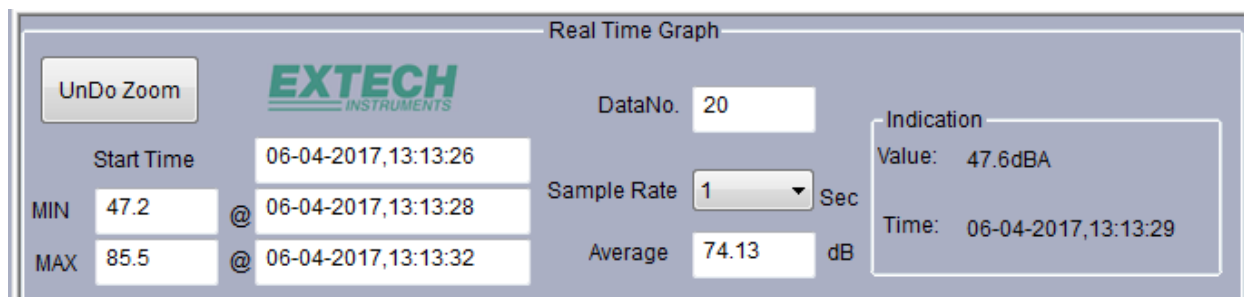 Real Time Graph
UnDo Zoom
EXTECH
INSTRUMENTS
DataNo. 20
Indication
Start Time 06-04-2017,13:13:26
Value: 47.6dBA
MIN 47.2 @ 06-04-2017,13:13:28
Sample Rate 1 Sec
Time: 06-04-2017,13:13:29
MAX 85.5 @ 06-04-2017,13:13:32
Average 74.13 dB